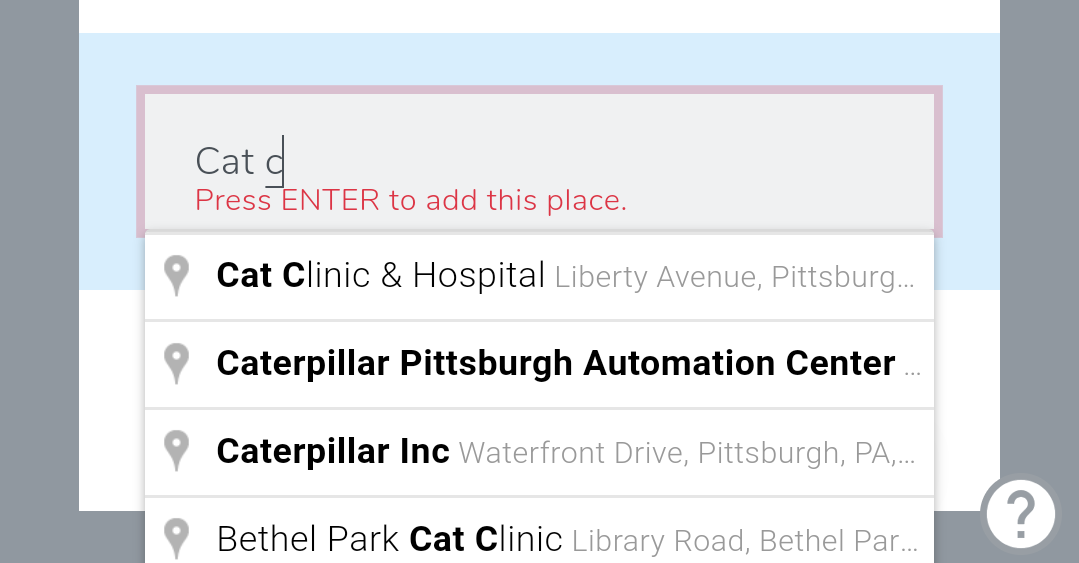 Cat c
Press ENTER to add this place.
Cat Clinic & Hospital Liberty Avenue, Pittsburg...
Caterpillar Pittsburgh Automation Center ...
Caterpillar Inc Waterfront Drive, Pittsburgh, PA,...
Bethel Park Cat Clinic Library Road, Bethel Par...
?